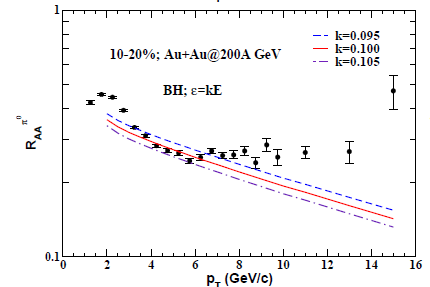 1
k=0.095
10-20%; Au+Au@200A GeV
k=0.100
k=0.105
BH; ε=kE
R_AA^π⁰
0.1
0 2 4 6 8 10 12 14 16
p_T (GeV/c)